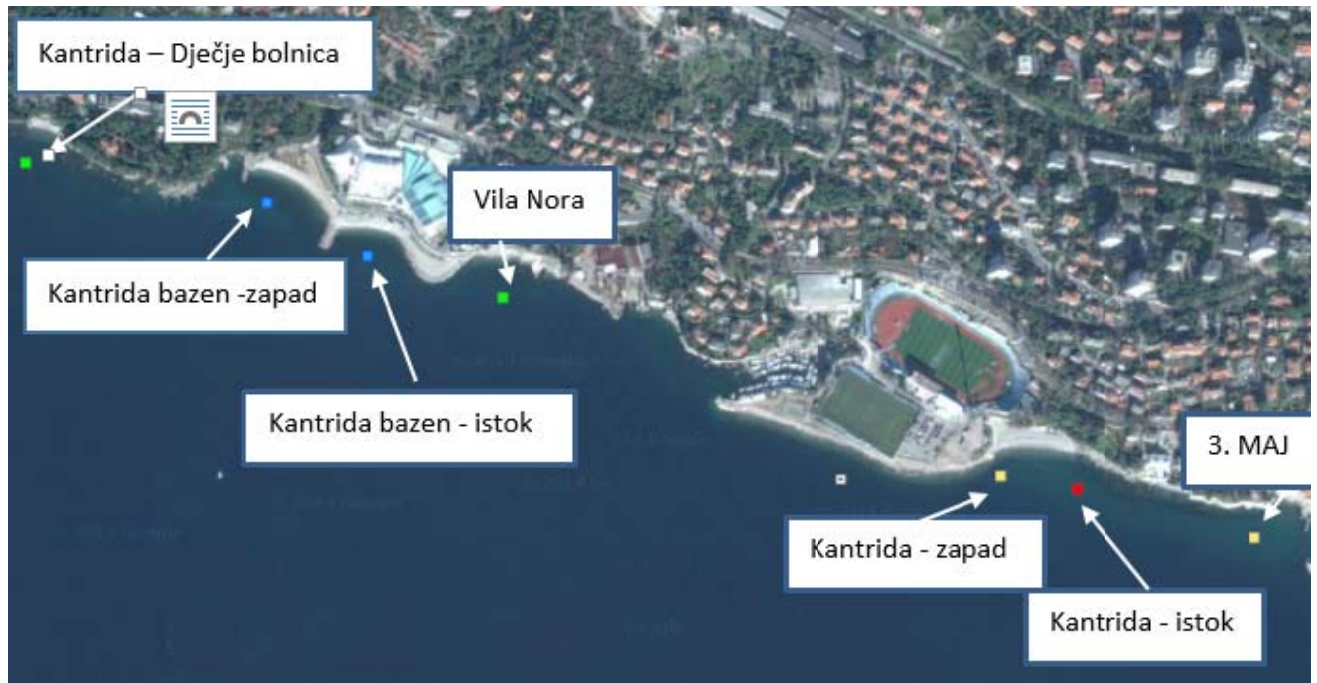 Kantrida – Dječje bolnica
Vila Nora
Kantrida bazen -zapad
Kantrida bazen - istok
3. MAJ
Kantrida - zapad
Kantrida - istok